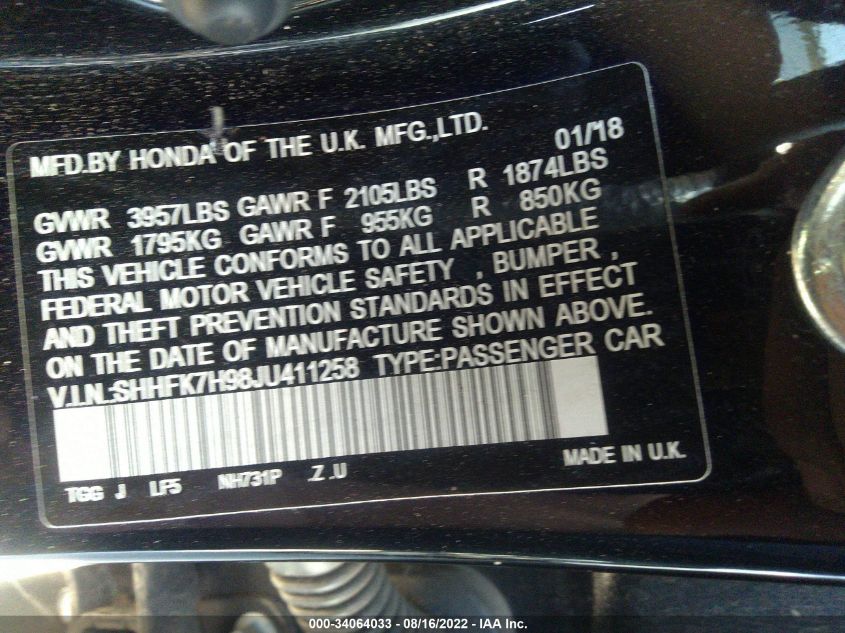 MFD.BY HONDA OF THE U.K. MFG.,LTD. 01/18
GVWR 3957LBS GAWR F 2105LBS R 1874LBS
GVWR 1795KG GAWR F 955KG R 850KG
THIS VEHICLE CONFORMS TO ALL APPLICABLE
FEDERAL MOTOR VEHICLE SAFETY , BUMPER ,
AND THEFT PREVENTION STANDARDS IN EFFECT
ON THE DATE OF MANUFACTURE SHOWN ABOVE.
V.I.N.:SHHFK7H98JU411258 TYPE:PASSENGER CAR
TGG J LF5 NH731P .Z .U MADE IN U.K.
000-34064033 - 08/16/2022 - IAA Inc.